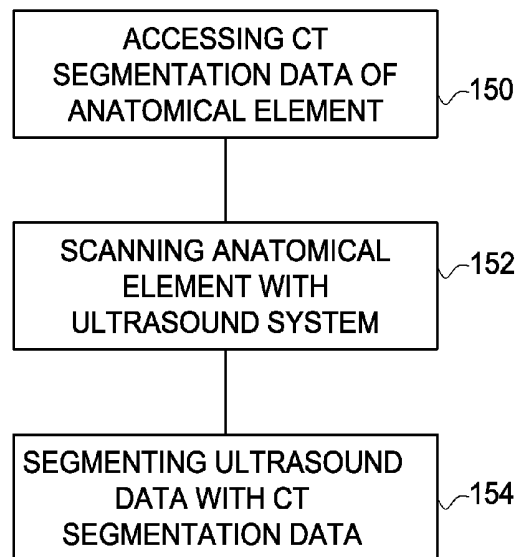 ACCESSING CT
SEGMENTATION DATA OF
ANATOMICAL ELEMENT
150
SCANNING ANATOMICAL
ELEMENT WITH
ULTRASOUND SYSTEM
152
SEGMENTING ULTRASOUND
DATA WITH CT
SEGMENTATION DATA
154